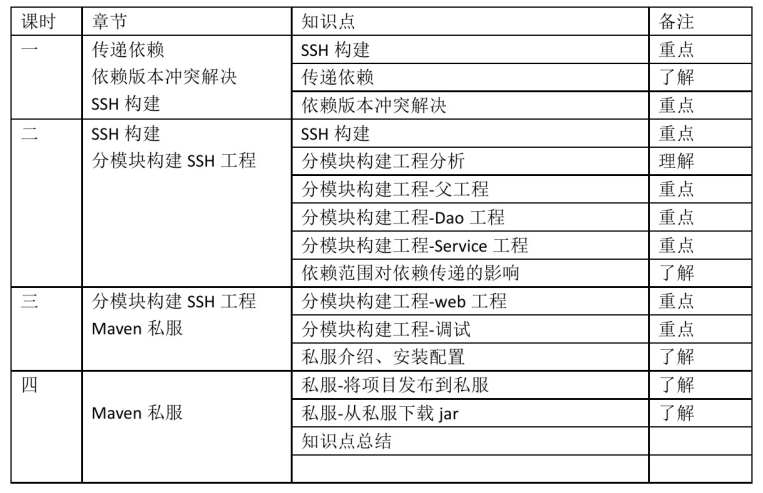 课时 章节 知识点 备注
一 传递依赖 SSH 构建 重点
依赖版本冲突解决 传递依赖 了解
SSH 构建 依赖版本冲突解决 重点
二 SSH 构建 SSH 构建 重点
分模块构建 SSH 工程 分模块构建工程分析 理解
分模块构建工程-父工程 重点
分模块构建工程-Dao 工程 重点
分模块构建工程-Service 工程 重点
依赖范围对依赖传递的影响 了解
三 分模块构建 SSH 工程 分模块构建工程-web 工程 重点
Maven 私服 分模块构建工程-调试 重点
私服介绍、安装配置 了解
四 私服-将项目发布到私服 了解
Maven 私服 私服-从私服下载 jar 了解
知识点总结